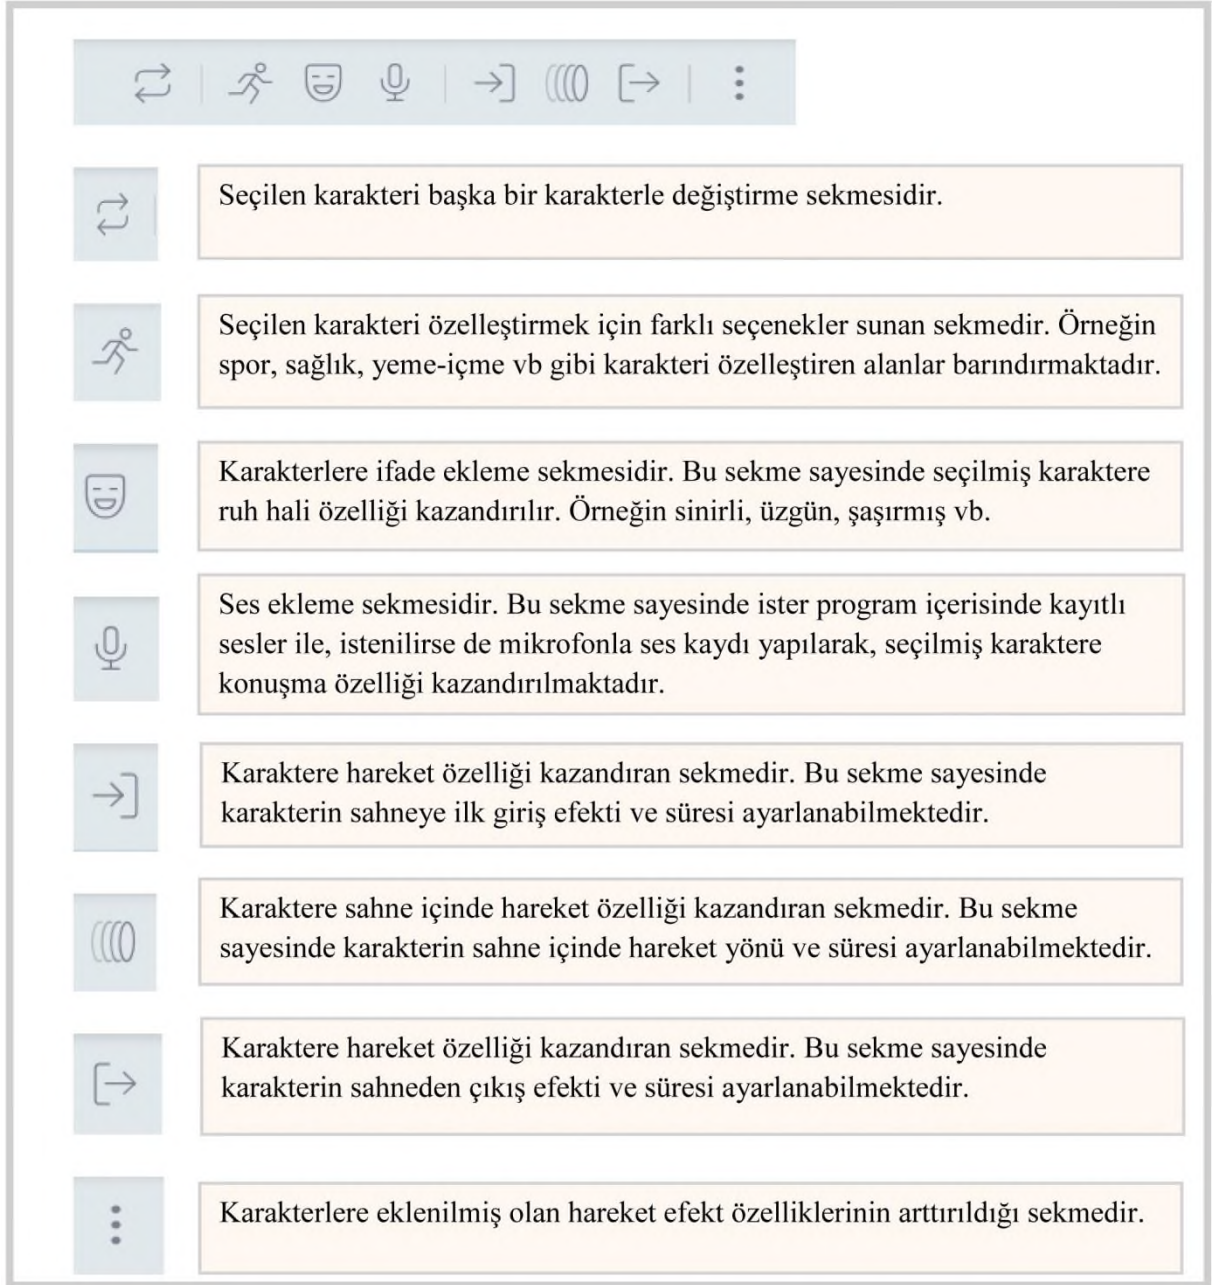 Seçilen karakteri başka bir karakterle değiştirme sekmesidir.
Seçilen karakteri özelleştirmek için farklı seçenekler sunan sekmedir. Örneğin
spor, sağlık, yeme-içme vb gibi karakteri özelleştiren alanlar barındırmaktadır.
Karakterlere ifade ekleme sekmesidir. Bu sekme sayesinde seçilmiş karaktere
ruh hali özelliği kazandırılır. Örneğin sinirli, üzgün, şaşırmış vb.
Ses ekleme sekmesidir. Bu sekme sayesinde ister program içerisinde kayıtlı
sesler ile, istenilirse de mikrofonla ses kaydı yapılarak, seçilmiş karaktere
konuşma özelliği kazandırılmaktadır.
Karaktere hareket özelliği kazandıran sekmedir. Bu sekme sayesinde
karakterin sahneye ilk giriş efekti ve süresi ayarlanabilmektedir.
Karaktere sahne içinde hareket özelliği kazandıran sekmedir. Bu sekme
sayesinde karakterin sahne içinde hareket yönü ve süresi ayarlanabilmektedir.
Karaktere hareket özelliği kazandıran sekmedir. Bu sekme sayesinde
karakterin sahneden çıkış efekti ve süresi ayarlanabilmektedir.
Karakterlere eklenilmiş olan hareket efekt özelliklerinin arttırıldığı sekmedir.